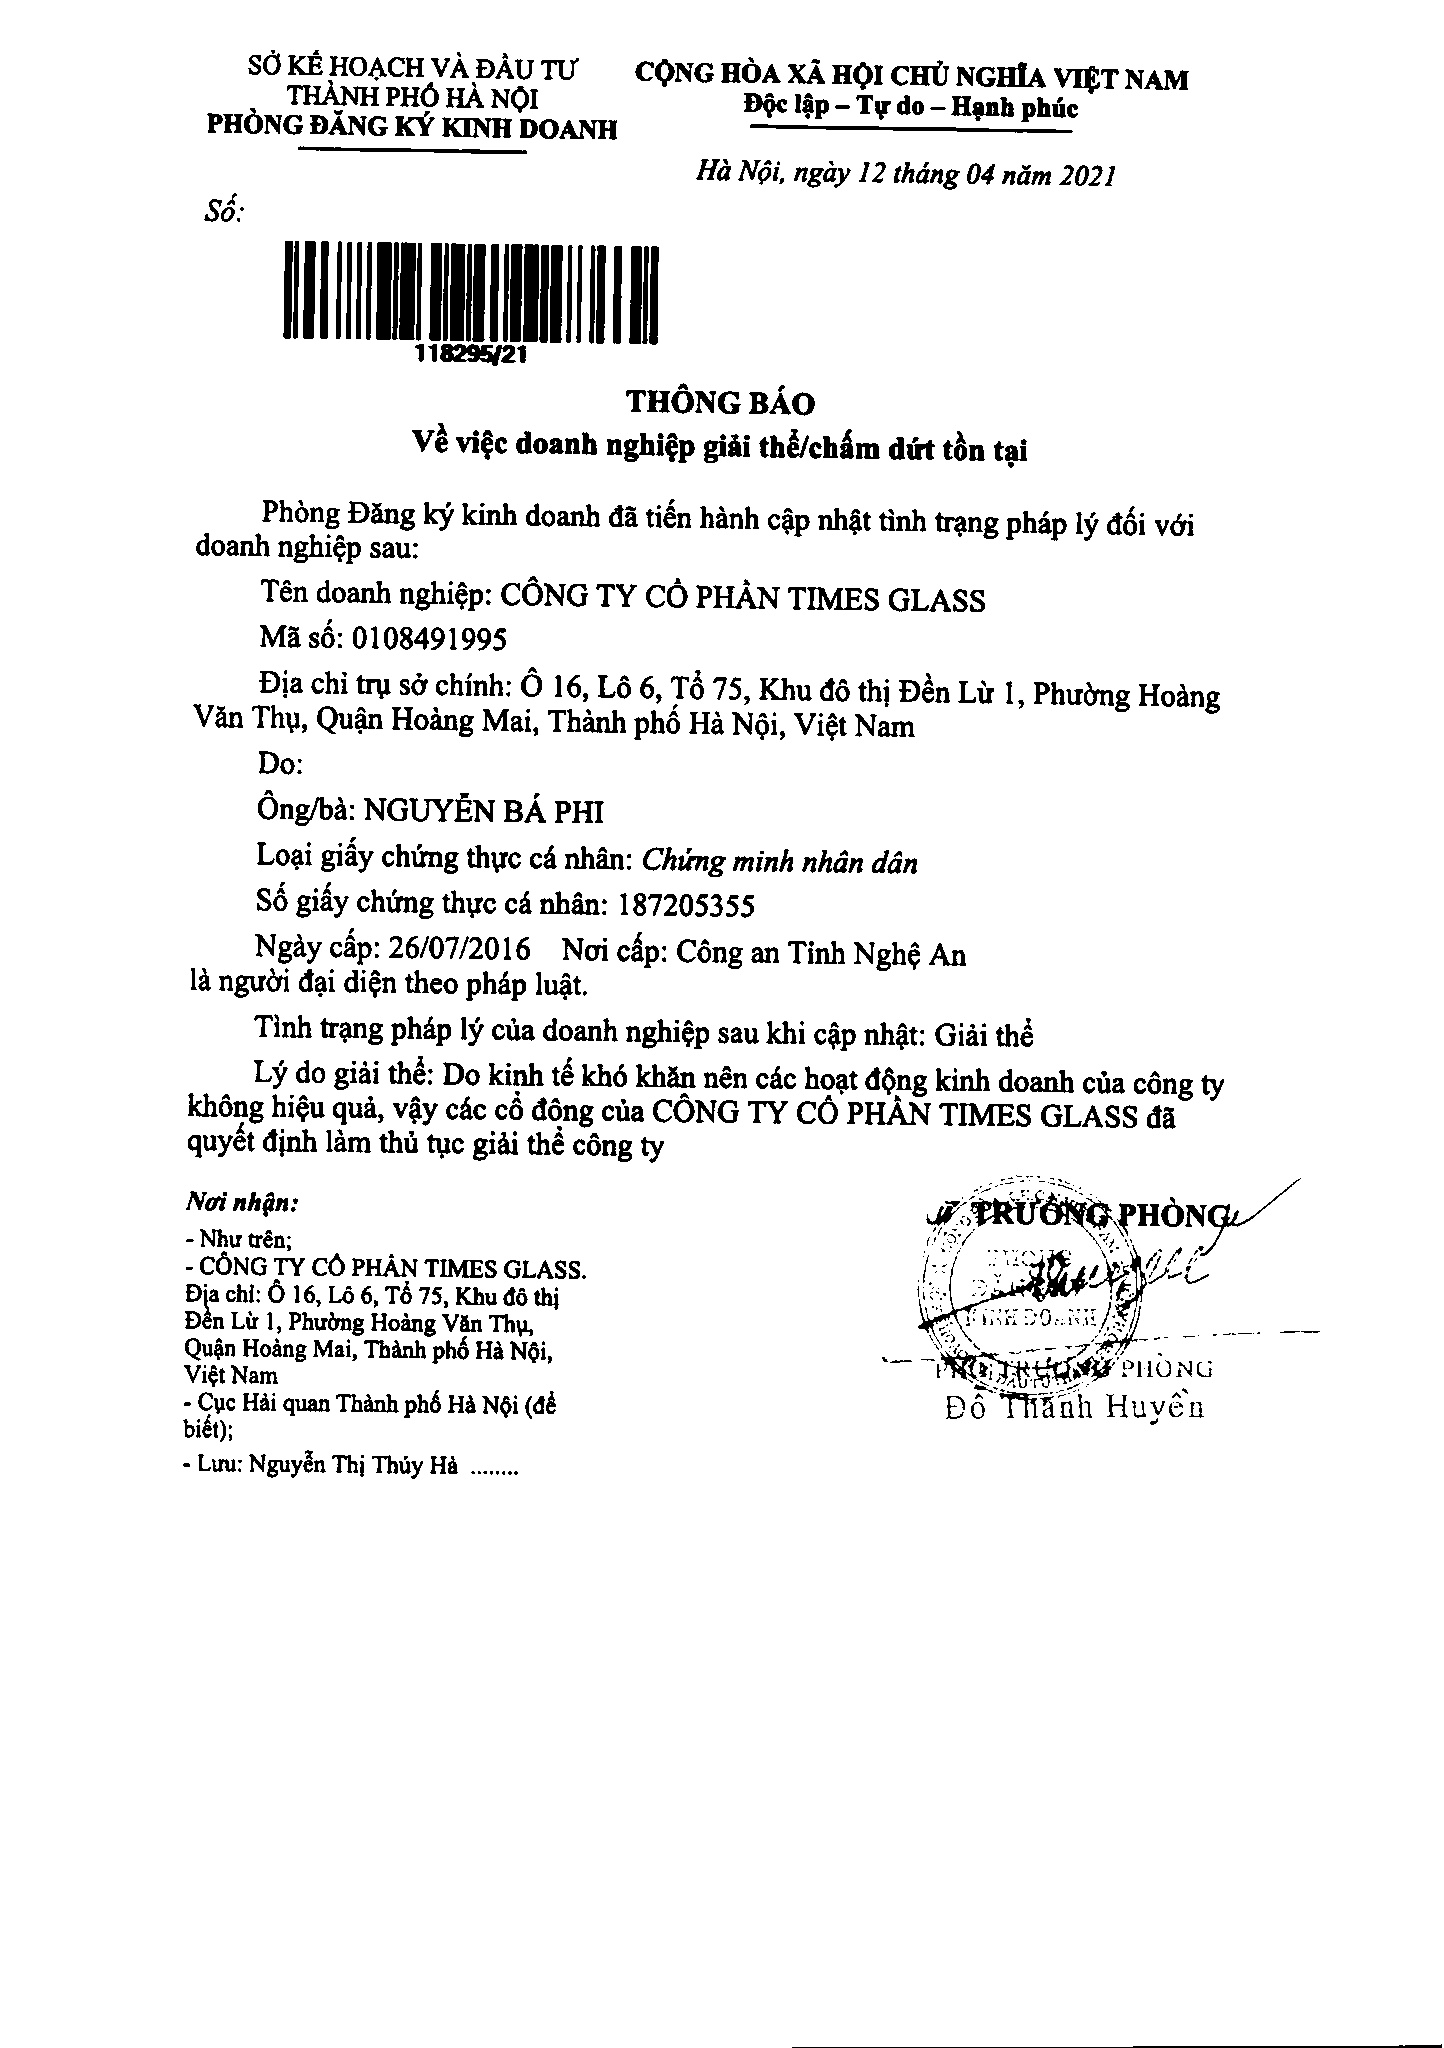 SỞ KẾ HOẠCH VÀ ĐẦU TƯ
THÀNH PHỐ HÀ NỘI
PHÒNG ĐĂNG KÝ KINH DOANH
CỘNG HÒA XÃ HỘI CHỦ NGHĨA VIỆT NAM
Độc lập – Tự do – Hạnh phúc
Hà Nội, ngày 12 tháng 04 năm 2021
Số:
118295/21
THÔNG BÁO
Về việc doanh nghiệp giải thể/chấm dứt tồn tại
Phòng Đăng ký kinh doanh đã tiến hành cập nhật tình trạng pháp lý đối với
doanh nghiệp sau:
Tên doanh nghiệp: CÔNG TY CỔ PHẦN TIMES GLASS
Mã số: 0108491995
Địa chỉ trụ sở chính: Ô 16, Lô 6, Tổ 75, Khu đô thị Đền Lừ 1, Phường Hoàng
Văn Thụ, Quận Hoàng Mai, Thành phố Hà Nội, Việt Nam
Do:
Ông/bà: NGUYỄN BÁ PHI
Loại giấy chứng thực cá nhân: Chứng minh nhân dân
Số giấy chứng thực cá nhân: 187205355
Ngày cấp: 26/07/2016 Nơi cấp: Công an Tỉnh Nghệ An
là người đại diện theo pháp luật.
Tình trạng pháp lý của doanh nghiệp sau khi cập nhật: Giải thể
Lý do giải thể: Do kinh tế khó khăn nên các hoạt động kinh doanh của công ty
không hiệu quả, vậy các cổ đông của CÔNG TY CỔ PHẦN TIMES GLASS đã
quyết định làm thủ tục giải thể công ty
Nơi nhận:
- Như trên;
- CÔNG TY CỔ PHẦN TIMES GLASS.
Địa chỉ: Ô 16, Lô 6, Tổ 75, Khu đô thị
Đền Lừ 1, Phường Hoàng Văn Thụ,
Quận Hoàng Mai, Thành phố Hà Nội,
Việt Nam
- Cục Hải quan Thành phố Hà Nội (để
biết);
- Lưu: Nguyễn Thị Thúy Hà ........
TRƯỞNG PHÒNG
PHÒNG
KINH DOANH
PHÓ TRƯỞNG PHÒNG
Đỗ Thanh Huyền